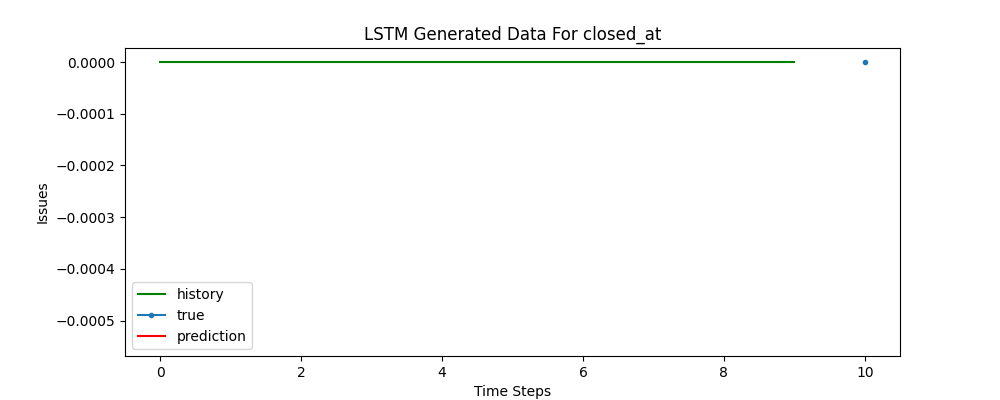 LSTM Generated Data For closed_at
0.0000
−0.0001
−0.0002
−0.0003
−0.0004
−0.0005
Issues
history
true
prediction
0 2 4 6 8 10
Time Steps